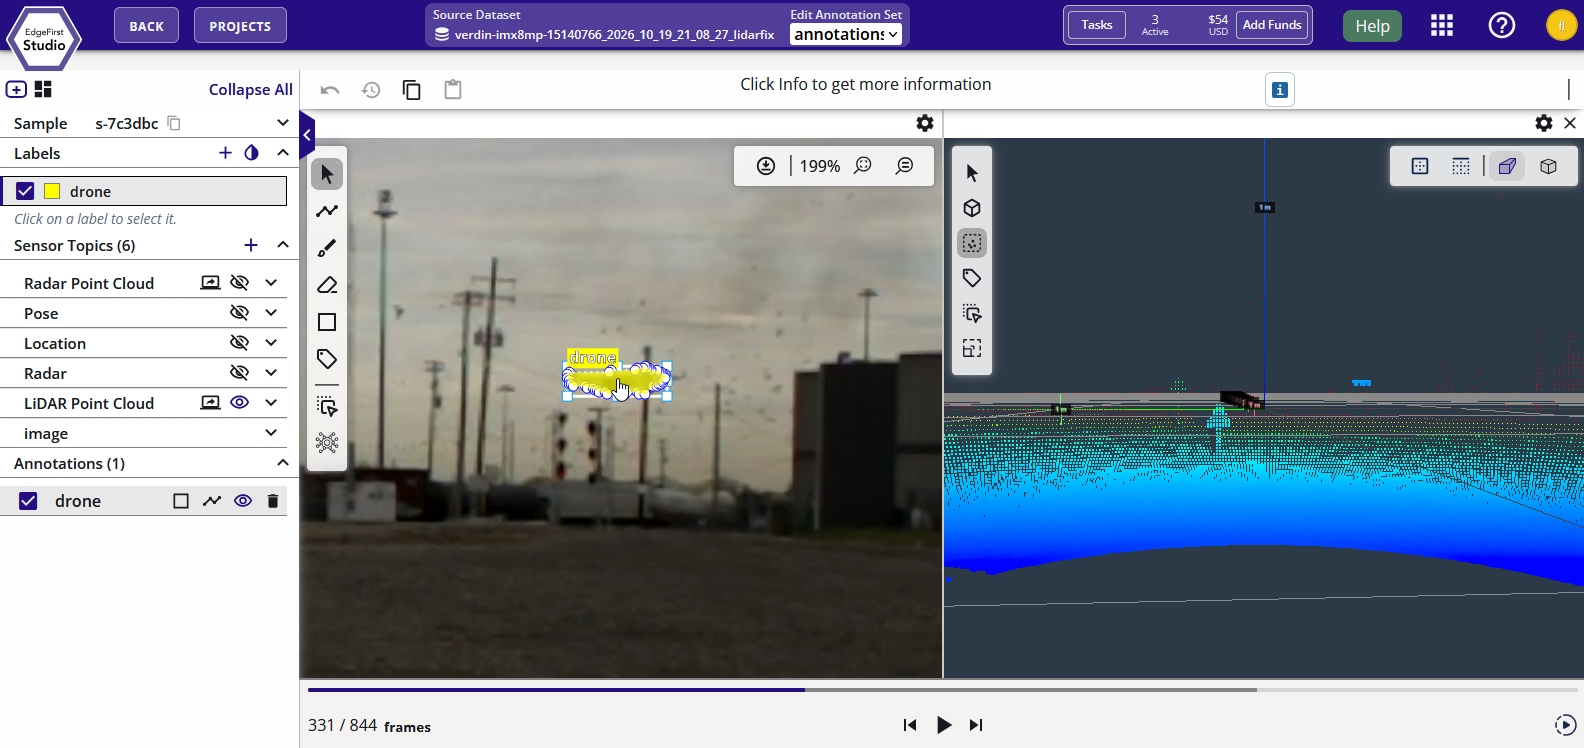 EdgeFirst
Studio
BACK
PROJECTS
Source Dataset
verdin-imx8mp-15140766_2026_10_19_21_08_27_lidarfix
Edit Annotation Set
annotations
Tasks
3
Active
$54
USD
Add Funds
Help
fl
Collapse All
Click Info to get more information
Sample
s-7c3dbc
Labels
drone
Click on a label to select it.
Sensor Topics (6)
Radar Point Cloud
Pose
Location
Radar
LiDAR Point Cloud
image
Annotations (1)
drone
199%
drone
1m
331 / 844 frames